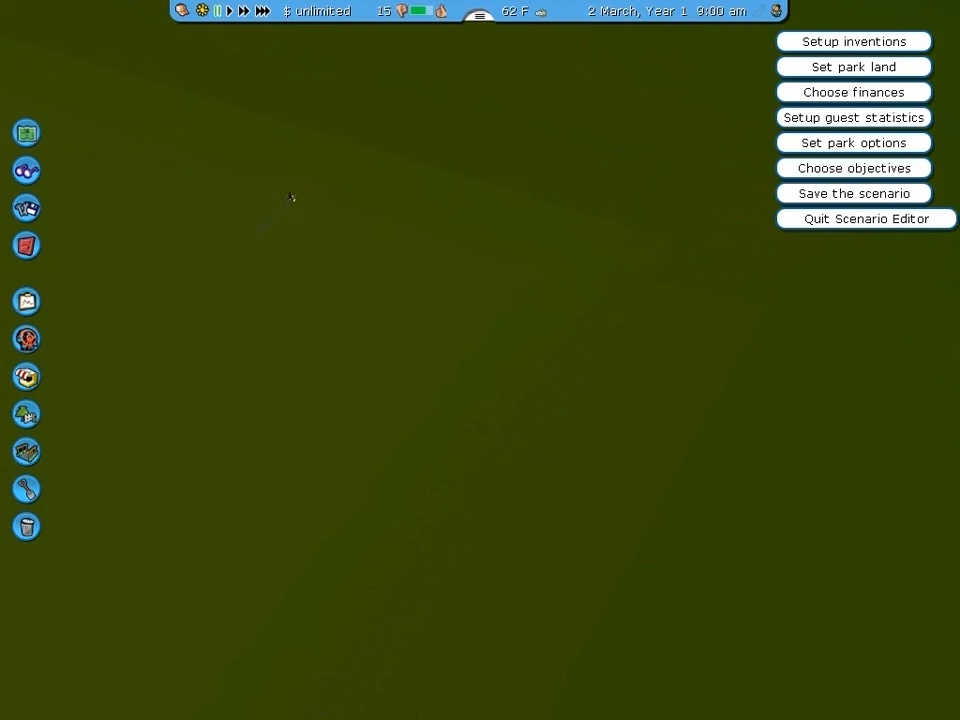 $ unlimited 15 62 F 2 March, Year 1 9:00 am
Setup inventions
Set park land
Choose finances
Setup guest statistics
Set park options
Choose objectives
Save the scenario
Quit Scenario Editor